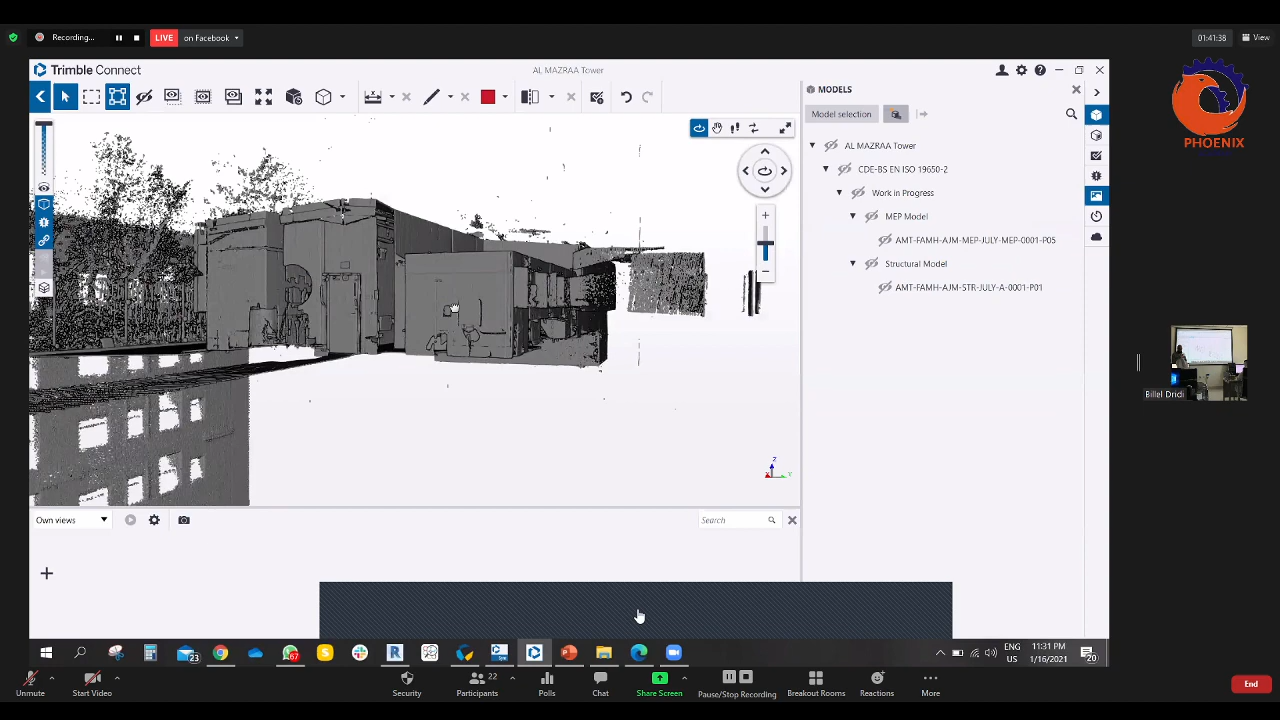 Recording...
LIVE on Facebook
01:41:38
View
Trimble Connect
AL MAZRAA Tower
MODELS
PHOENIX
Model selection
AL MAZRAA Tower
CDE-BS EN ISO 19650-2
Work in Progress
MEP Model
AMT-FAMH-AJM-MEP-JULY-MEP-0001-P05
Structural Model
AMT-FAMH-AJM-STR-JULY-A-0001-P01
Billel Dridi
Z
X
Y
Own views
Search
23
67
ENG
US
11:31 PM
1/16/2021
20
Unmute
Start Video
Security
Participants
22
Polls
Chat
Share Screen
Pause/Stop Recording
Breakout Rooms
Reactions
More
End